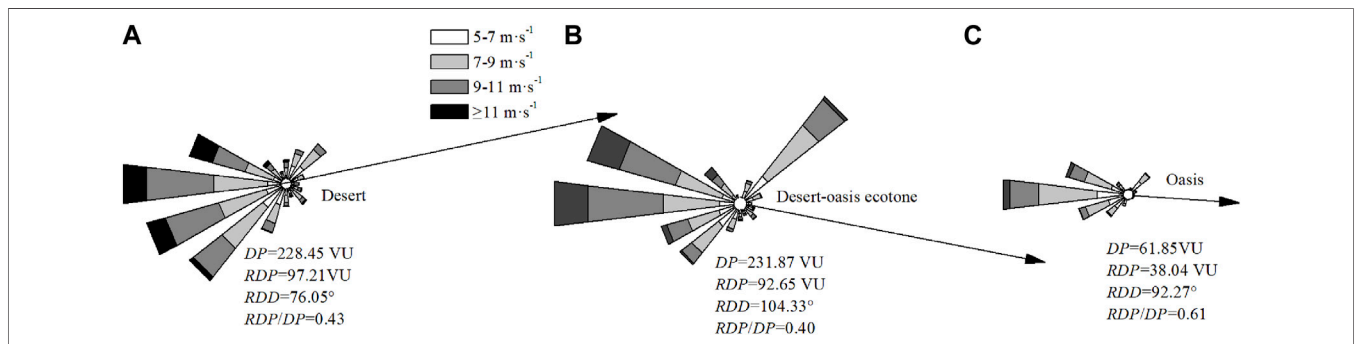 A
5-7 m·s⁻¹
7-9 m·s⁻¹
9-11 m·s⁻¹
≥11 m·s⁻¹
Desert
DP=228.45 VU
RDP=97.21VU
RDD=76.05°
RDP/DP=0.43
B
Desert-oasis ecotone
DP=231.87 VU
RDP=92.65 VU
RDD=104.33°
RDP/DP=0.40
C
Oasis
DP=61.85VU
RDP=38.04 VU
RDD=92.27°
RDP/DP=0.61